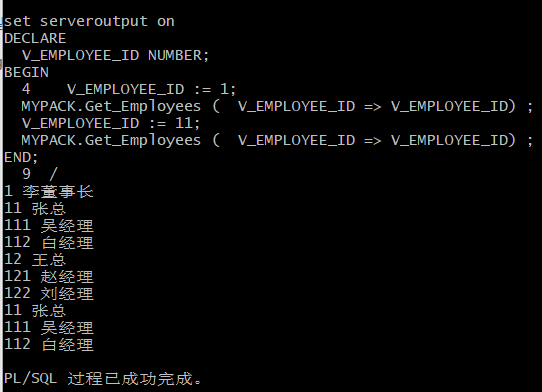 set serveroutput on
DECLARE
  V_EMPLOYEE_ID NUMBER;
BEGIN
  4    V_EMPLOYEE_ID := 1;
  MYPACK.Get_Employees (  V_EMPLOYEE_ID => V_EMPLOYEE_ID) ;
  V_EMPLOYEE_ID := 11;
  MYPACK.Get_Employees (  V_EMPLOYEE_ID => V_EMPLOYEE_ID) ;
END;
  9  /
1 李董事长
11 张总
111 吴经理
112 白经理
12 王总
121 赵经理
122 刘经理
11 张总
111 吴经理
112 白经理
PL/SQL 过程已成功完成。